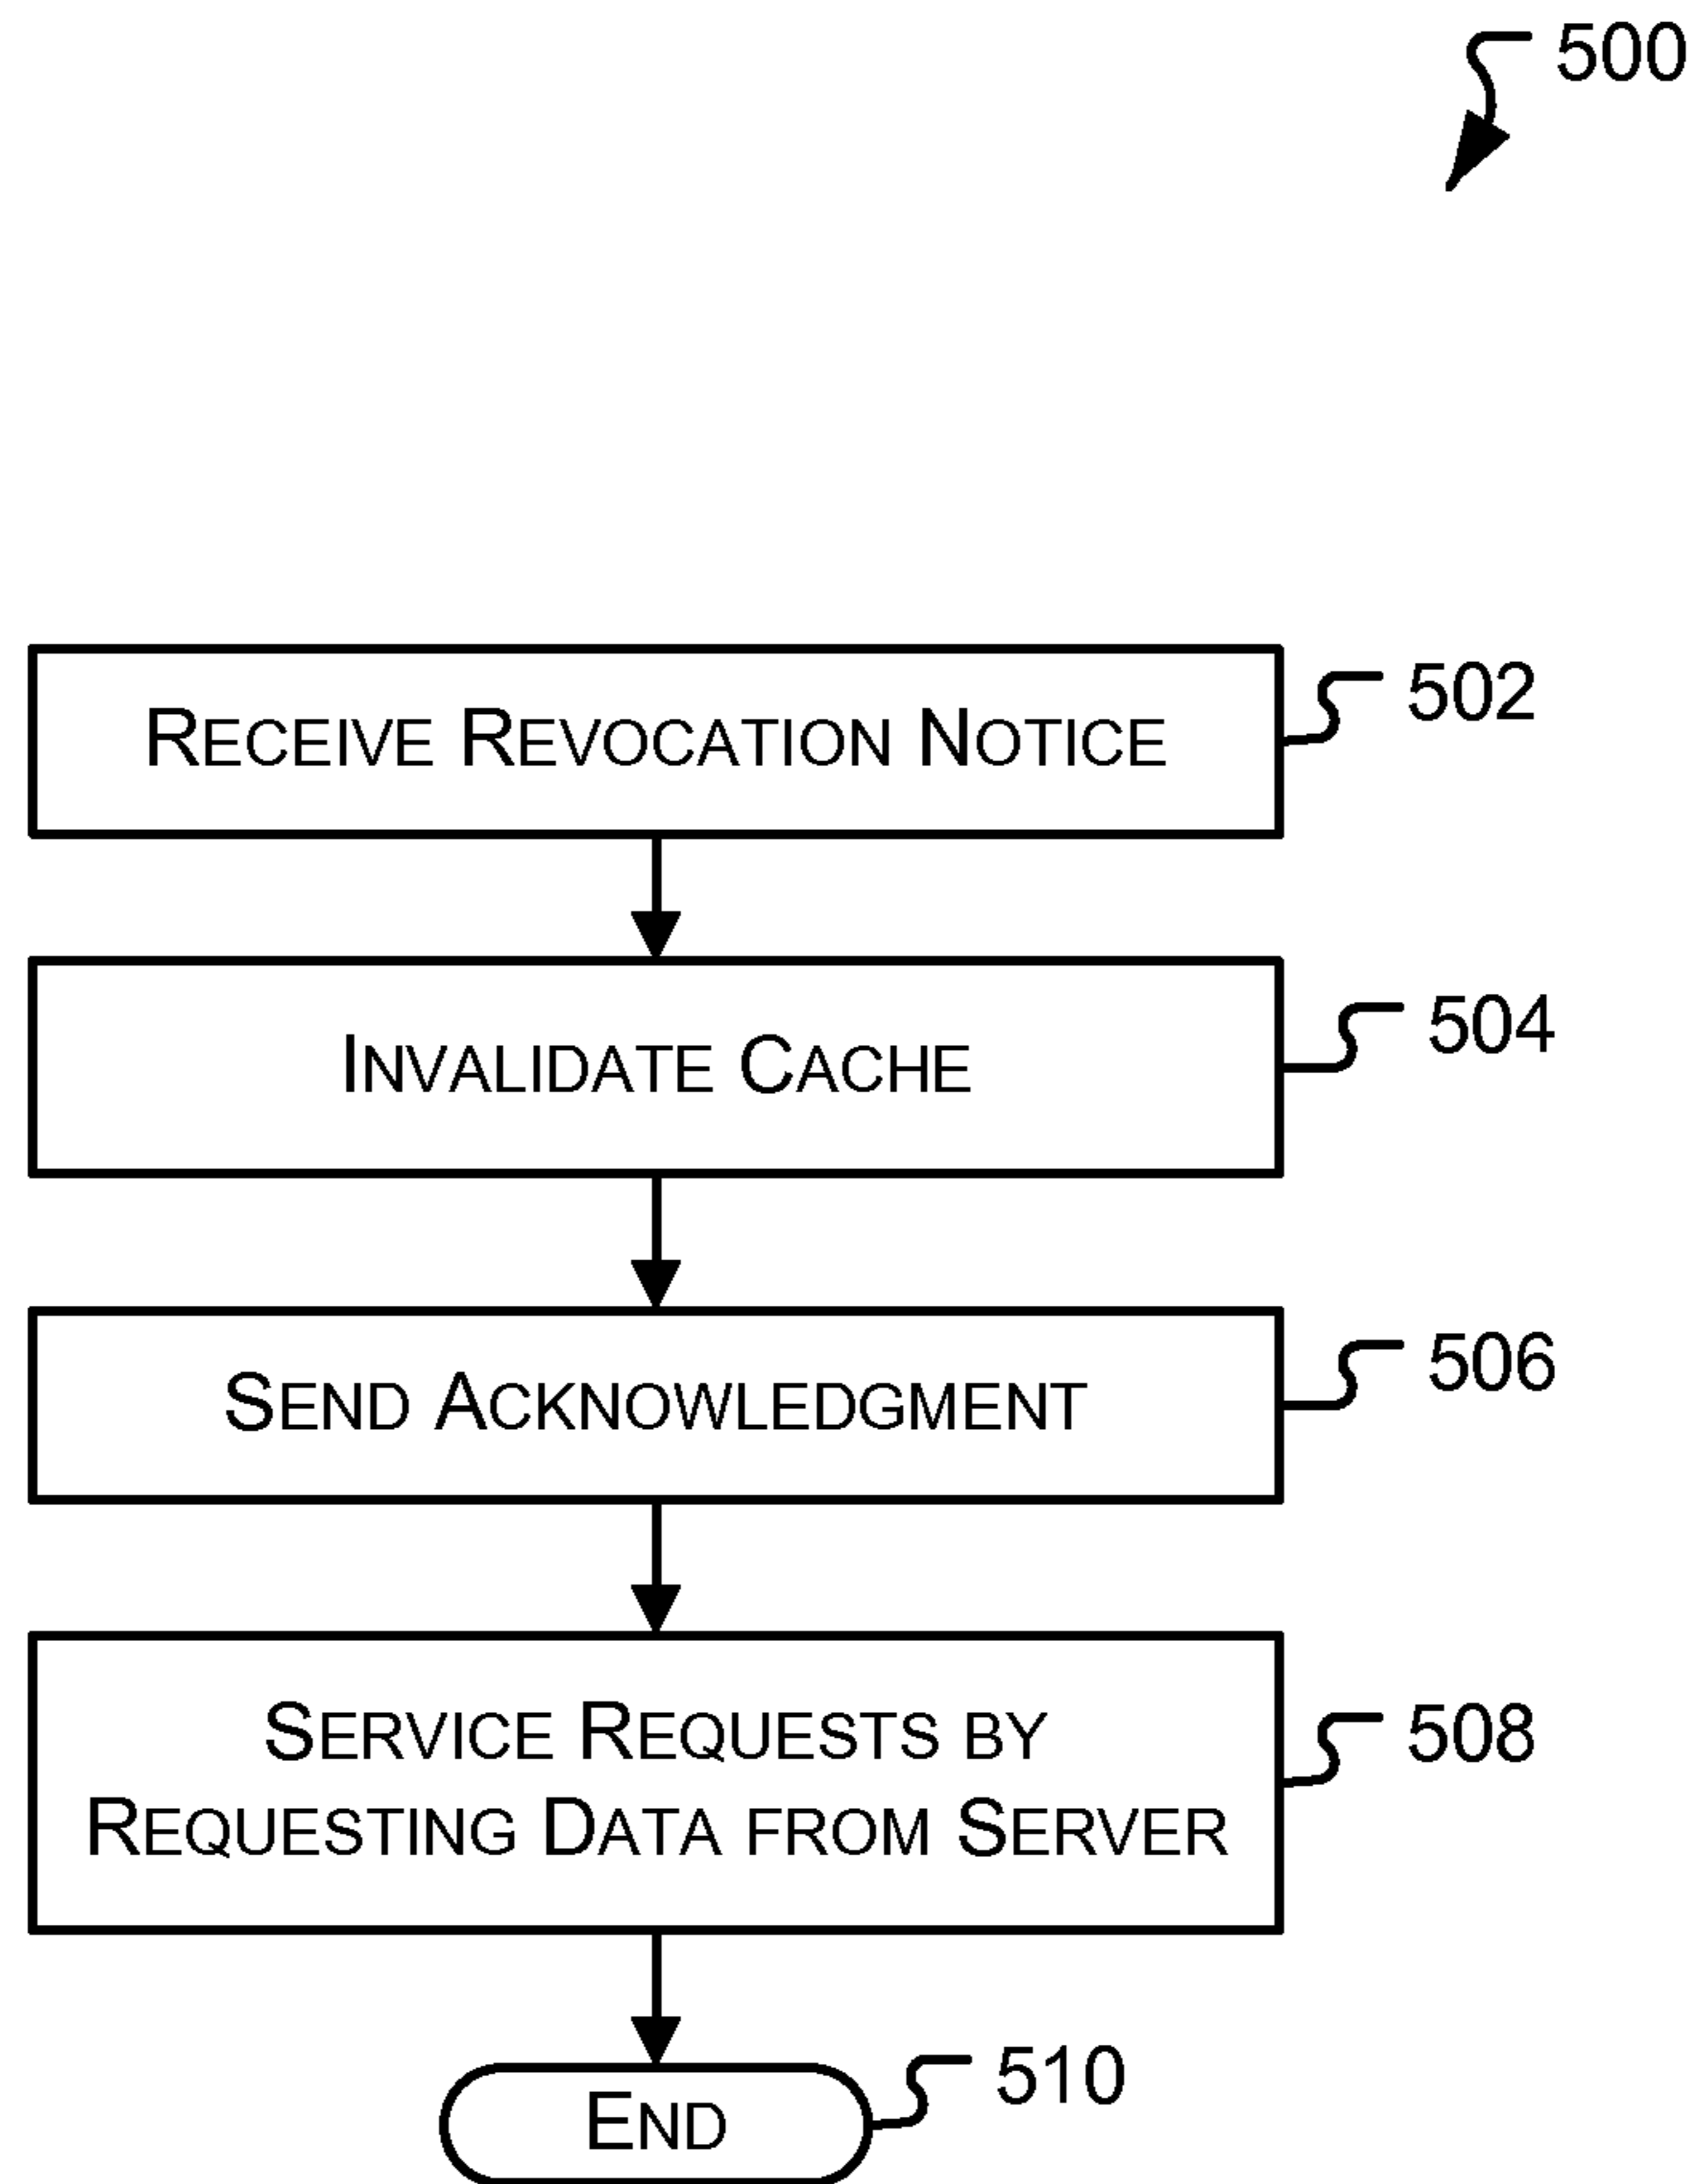 500
RECEIVE REVOCATION NOTICE
502
INVALIDATE CACHE
504
SEND ACKNOWLEDGMENT
506
SERVICE REQUESTS BY
REQUESTING DATA FROM SERVER
508
END
510